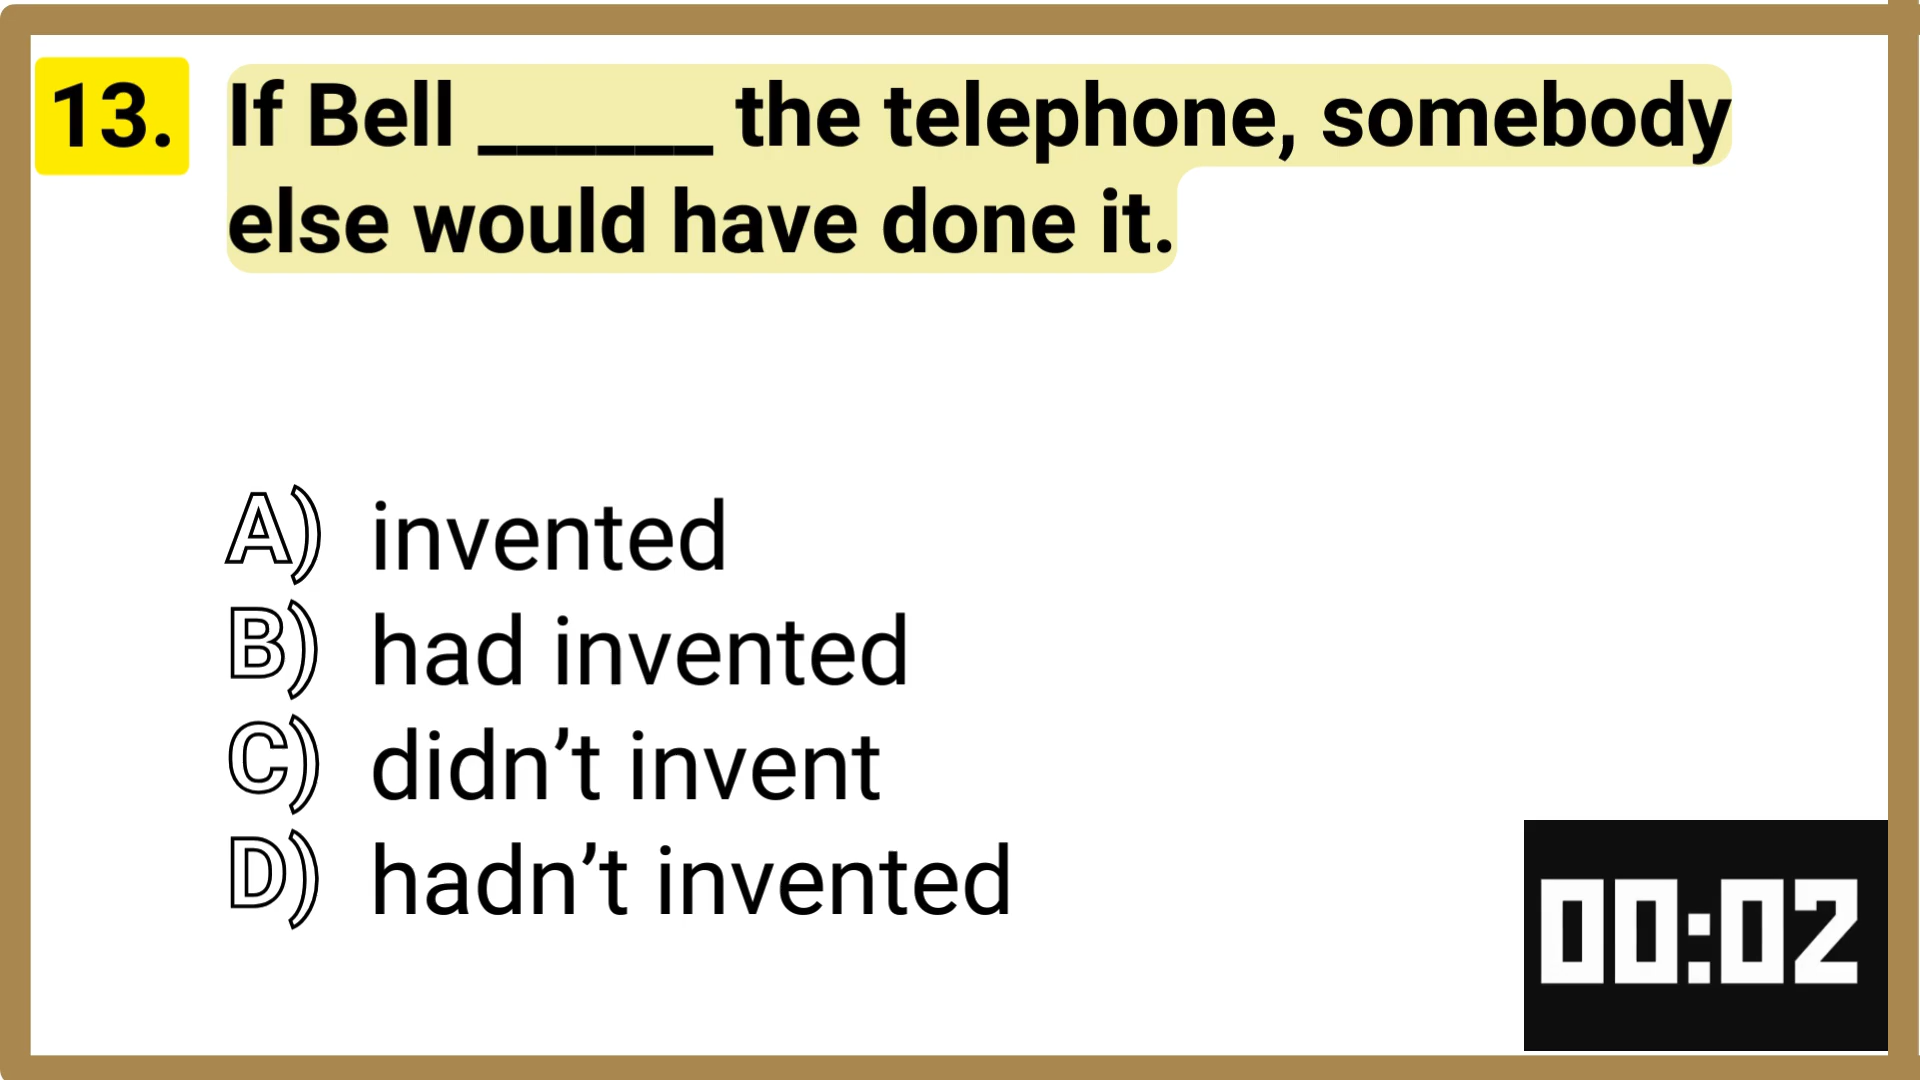 13. If Bell ______ the telephone, somebody
else would have done it.
A) invented
B) had invented
C) didn’t invent
D) hadn’t invented
00:02